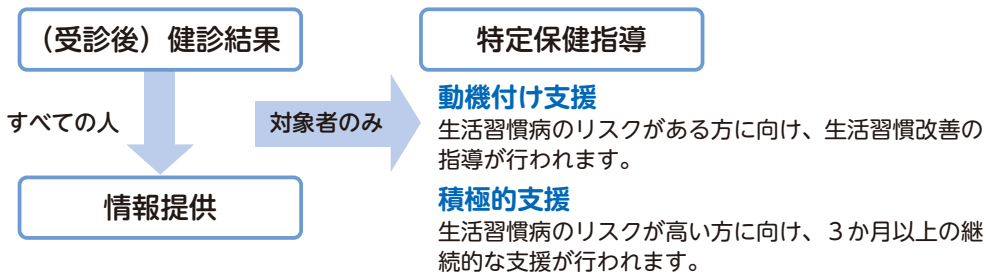 （受診後）健診結果
すべての人
情報提供
対象者のみ
特定保健指導
動機付け支援
生活習慣病のリスクがある方に向け、生活習慣改善の
指導が行われます。
積極的支援
生活習慣病のリスクが高い方に向け、３か月以上の継
続的な支援が行われます。